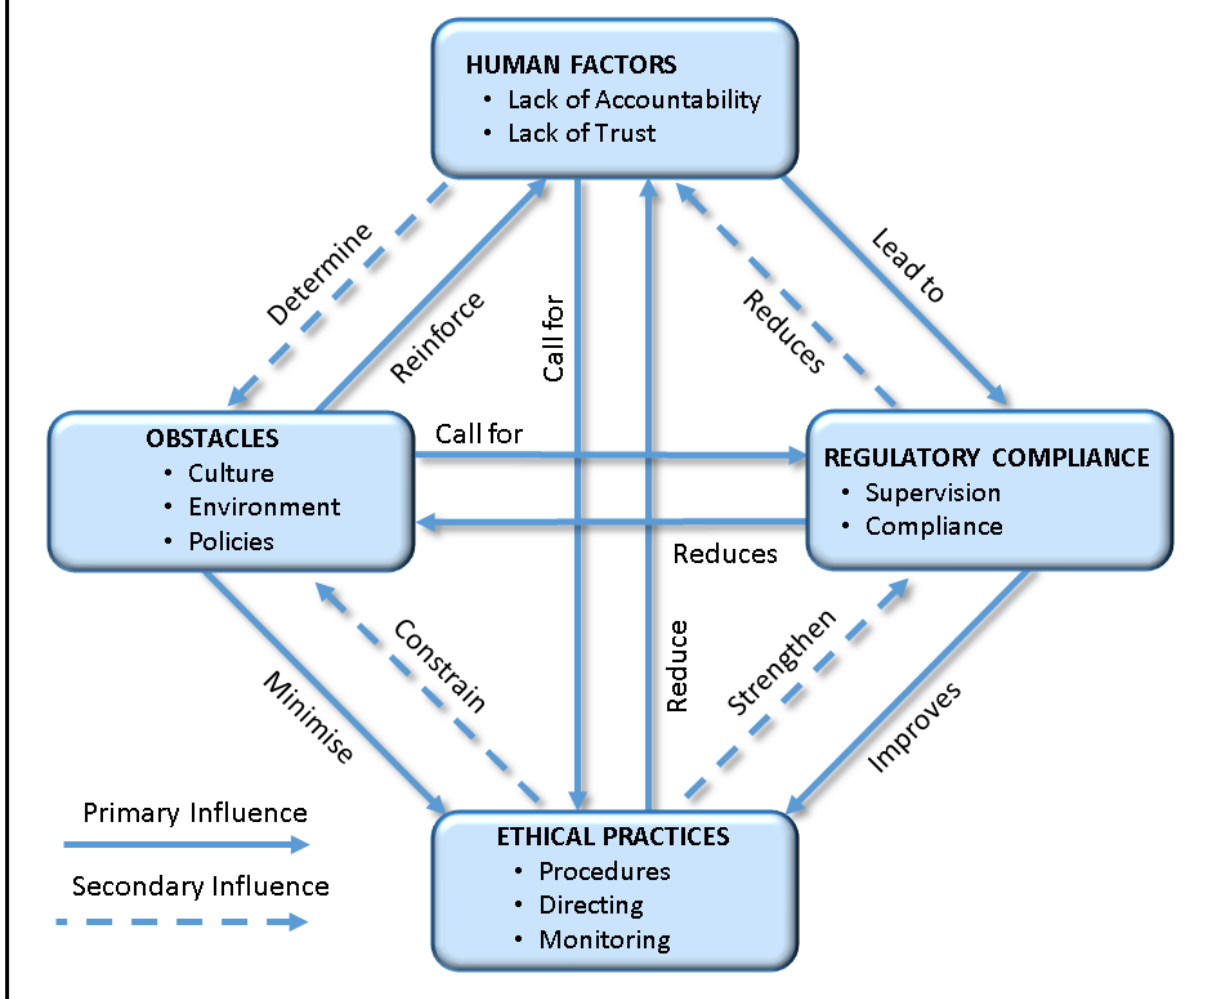 HUMAN FACTORS
• Lack of Accountability
• Lack of Trust
Determine
Reinforce
Call for
Reduces
Lead to
OBSTACLES
• Culture
• Environment
• Policies
Call for
Reduces
REGULATORY COMPLIANCE
• Supervision
• Compliance
Minimise
Constrain
Reduce
Strengthen
Improves
Primary Influence
Secondary Influence
ETHICAL PRACTICES
• Procedures
• Directing
• Monitoring